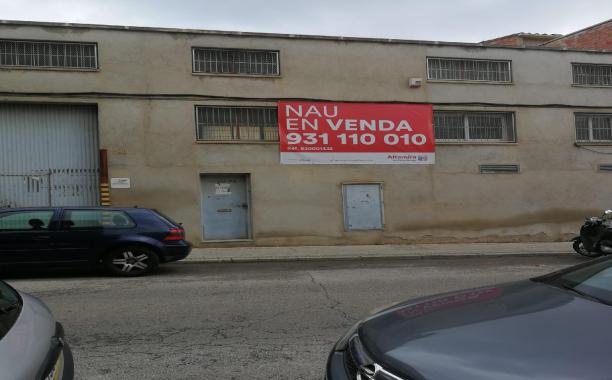 NAU
EN VENDA
931 110 010
Altamira